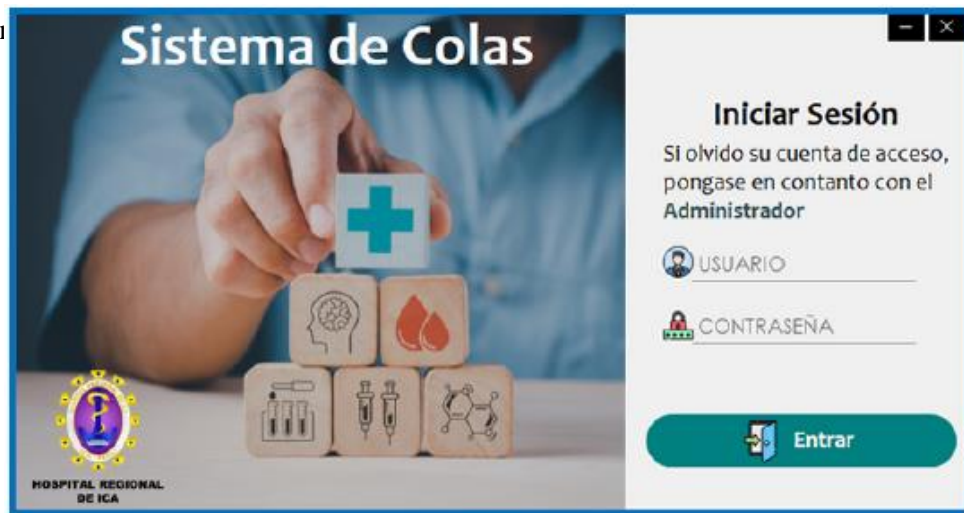 Sistema de Colas
Iniciar Sesión
Si olvido su cuenta de acceso,
pongase en contanto con el
Administrador
USUARIO
CONTRASEÑA
Entrar
HOSPITAL REGIONAL
DE ICA